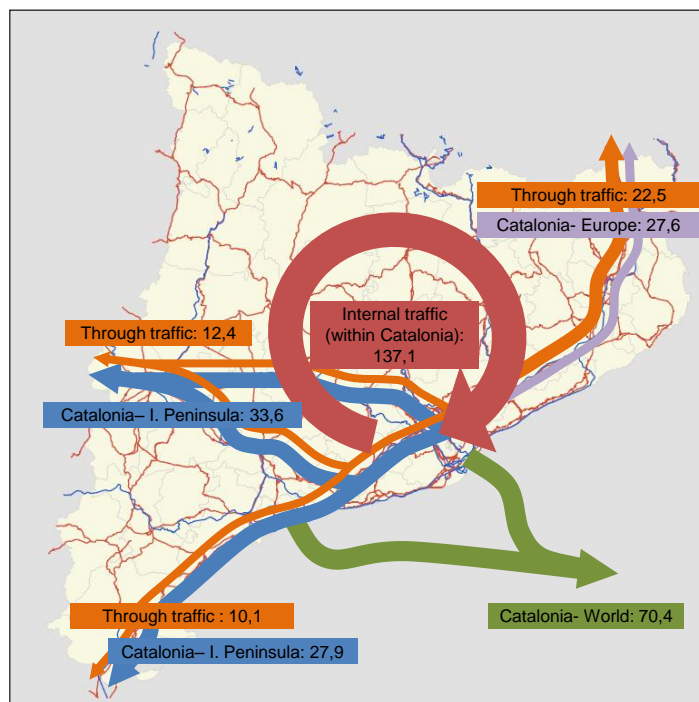 Through traffic: 22,5
Catalonia- Europe: 27,6
Internal traffic
(within Catalonia):
137,1
Through traffic: 12,4
Catalonia– I. Peninsula: 33,6
Through traffic : 10,1
Catalonia- World: 70,4
Catalonia– I. Peninsula: 27,9